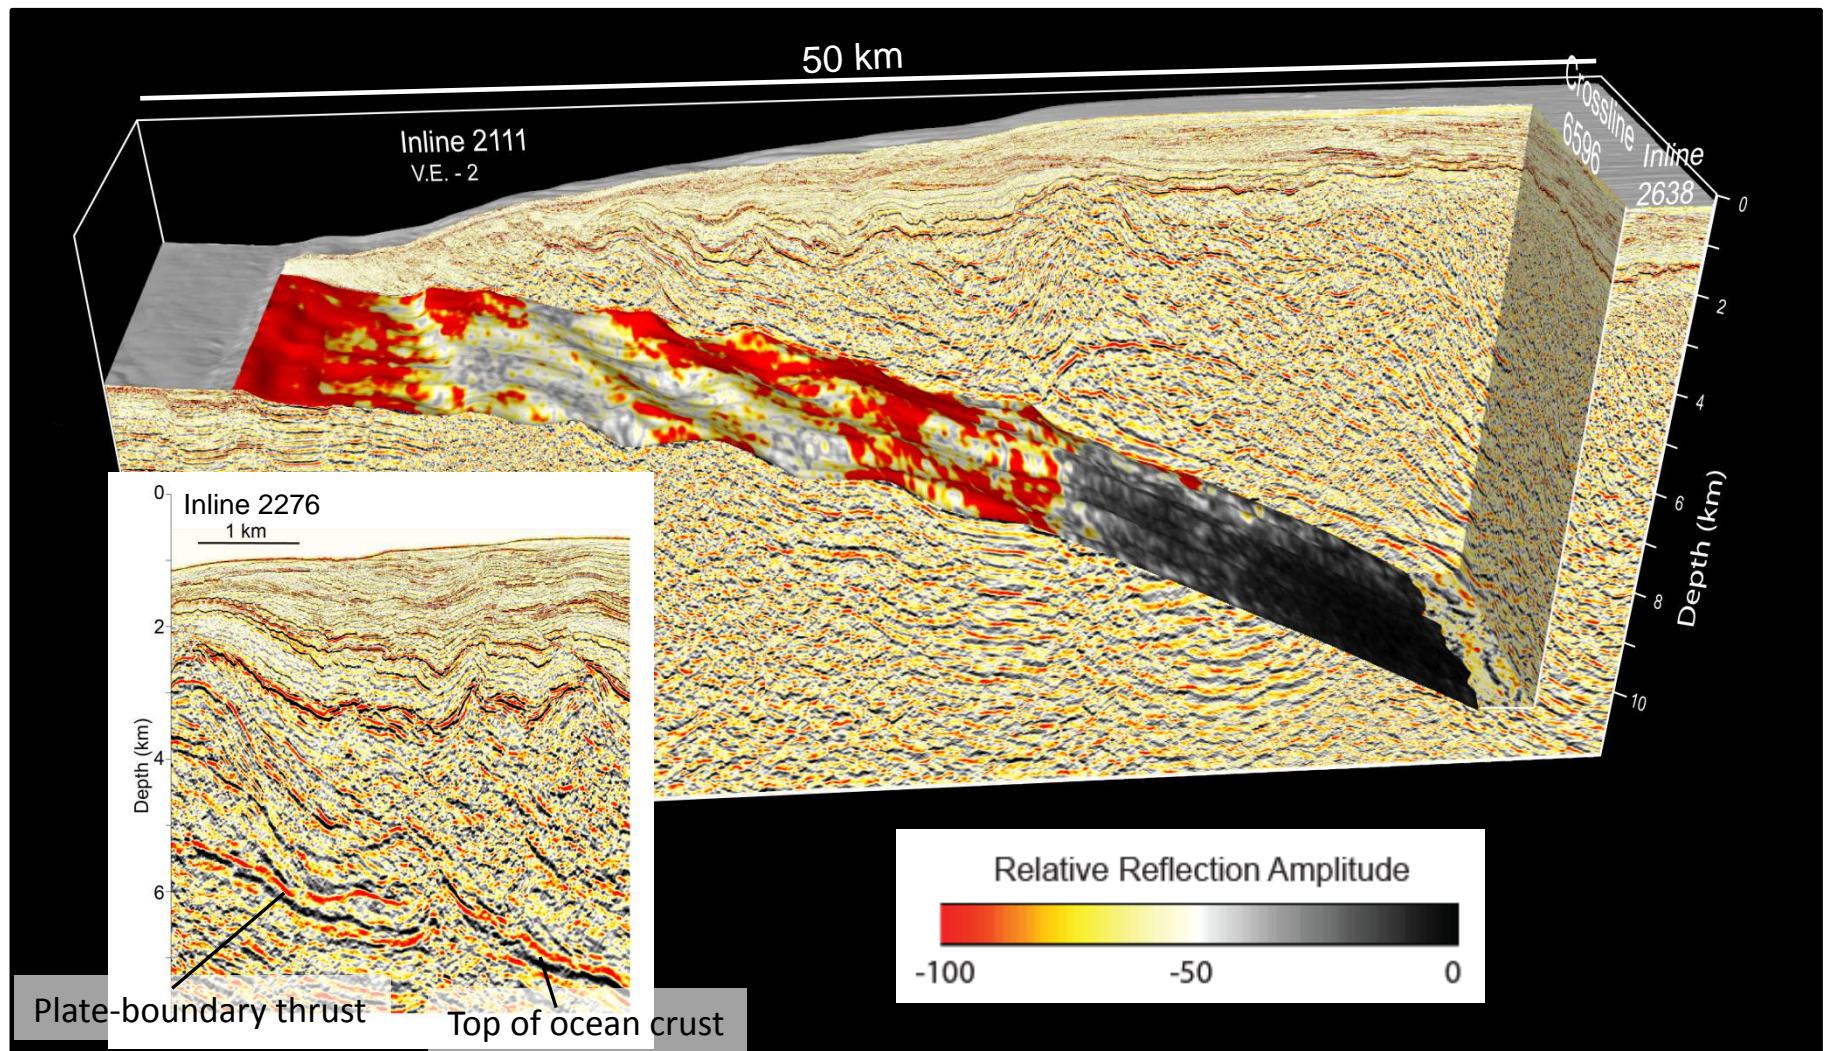 50 km
Inline 2111
V.E. - 2
Crossline
6596
Inline
2638
0
2
4
6
8
10
Depth (km)
Inline 2276
1 km
0
2
4
6
Depth (km)
Plate-boundary thrust
Top of ocean crust
Relative Reflection Amplitude
-100 -50 0